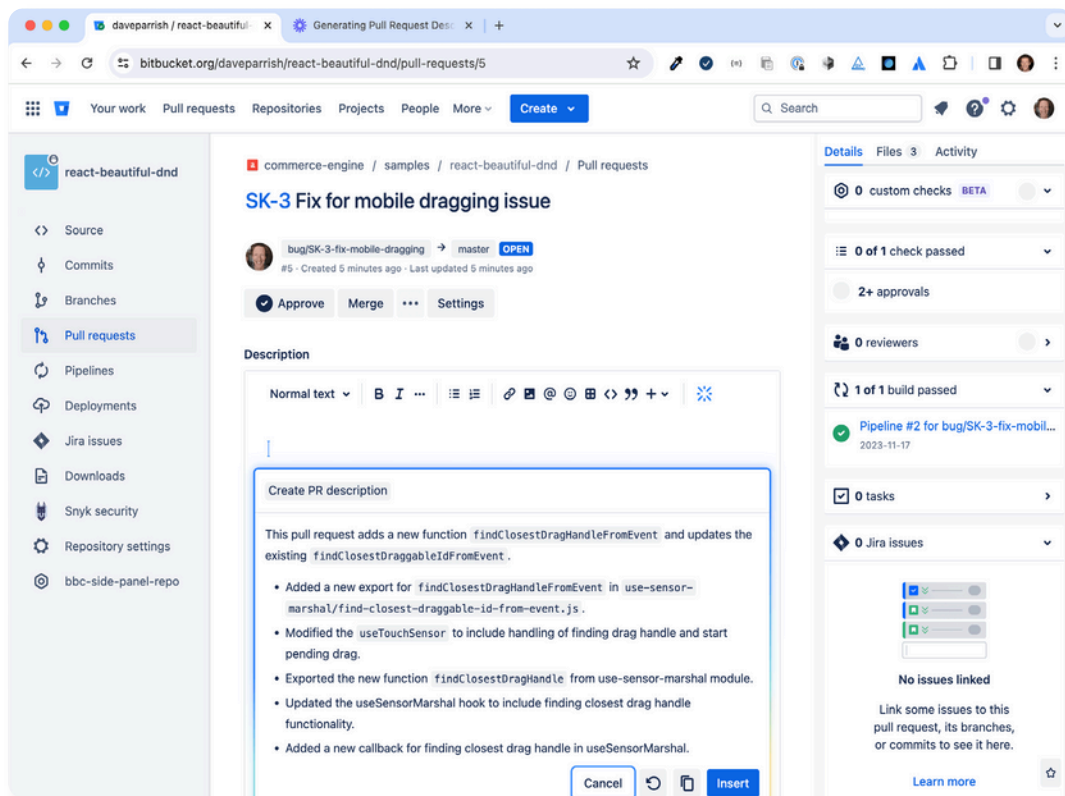 daveparrish / react-beautiful-
Generating Pull Request Desc
bitbucket.org/daveparrish/react-beautiful-dnd/pull-requests/5
Your work Pull requests Repositories Projects People More Create Search
react-beautiful-dnd
Source
Commits
Branches
Pull requests
Pipelines
Deployments
Jira issues
Downloads
Snyk security
Repository settings
bbc-side-panel-repo
commerce-engine / samples / react-beautiful-dnd / Pull requests
SK-3 Fix for mobile dragging issue
bug/SK-3-fix-mobile-dragging → master OPEN
#5 · Created 5 minutes ago · Last updated 5 minutes ago
Approve Merge ••• Settings
Description
Normal text B I •••
Create PR description
This pull request adds a new function findClosestDragHandleFromEvent and updates the
existing findClosestDraggableIdFromEvent.
• Added a new export for findClosestDragHandleFromEvent in use-sensor-
marshal/find-closest-draggable-id-from-event.js.
• Modified the useTouchSensor to include handling of finding drag handle and start
pending drag.
• Exported the new function findClosestDragHandle from use-sensor-marshal module.
• Updated the useSensorMarshal hook to include finding closest drag handle
functionality.
• Added a new callback for finding closest drag handle in useSensorMarshal.
Cancel Insert
Details Files 3 Activity
0 custom checks BETA
0 of 1 check passed
2+ approvals
0 reviewers
1 of 1 build passed
Pipeline #2 for bug/SK-3-fix-mobil...
2023-11-17
0 tasks
0 Jira issues
No issues linked
Link some issues to this
pull request, its branches,
or commits to see it here.
Learn more